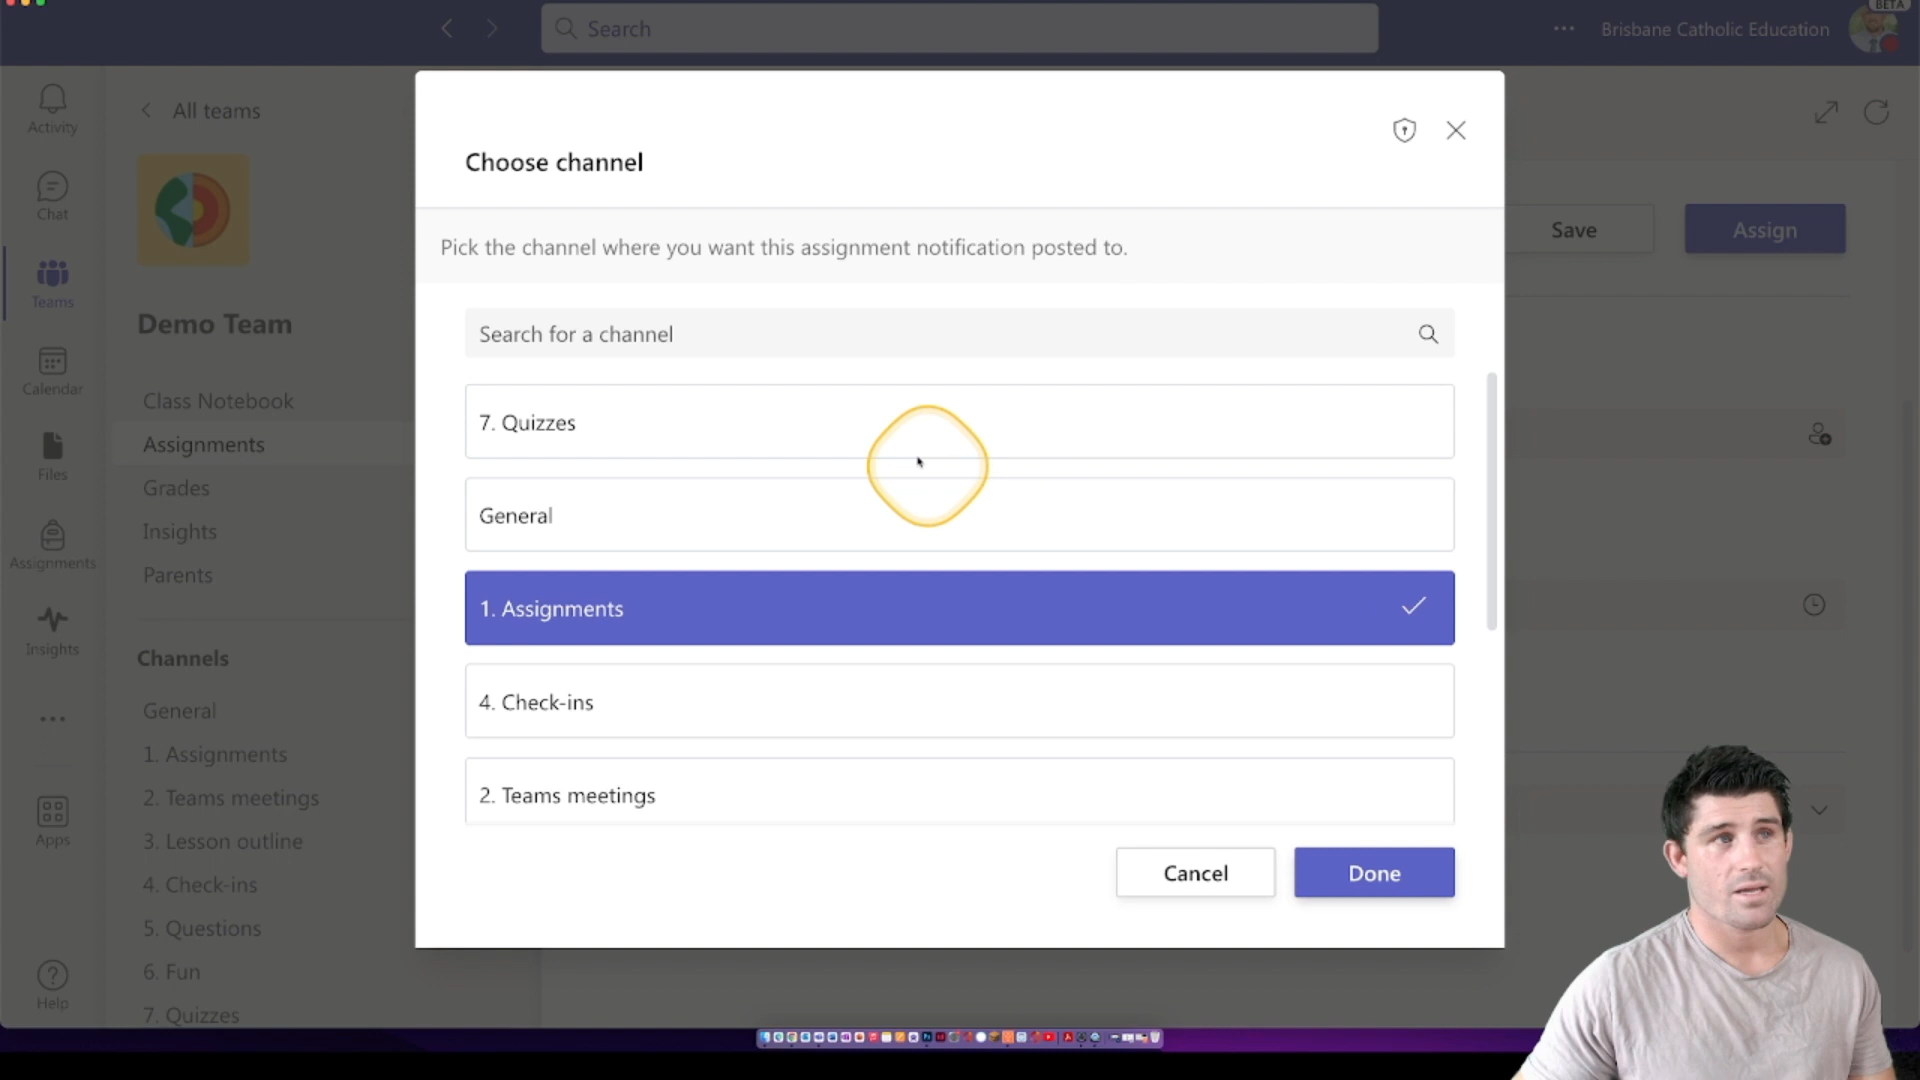 Search
Brisbane Catholic Education
BETA
Activity
Chat
Teams
Calendar
Files
Assignments
Insights
Apps
Help
All teams
Demo Team
Class Notebook
Assignments
Grades
Insights
Parents
Channels
General
1. Assignments
2. Teams meetings
3. Lesson outline
4. Check-ins
5. Questions
6. Fun
7. Quizzes
Choose channel
Pick the channel where you want this assignment notification posted to.
Search for a channel
7. Quizzes
General
1. Assignments
4. Check-ins
2. Teams meetings
Cancel
Done
Save
Assign